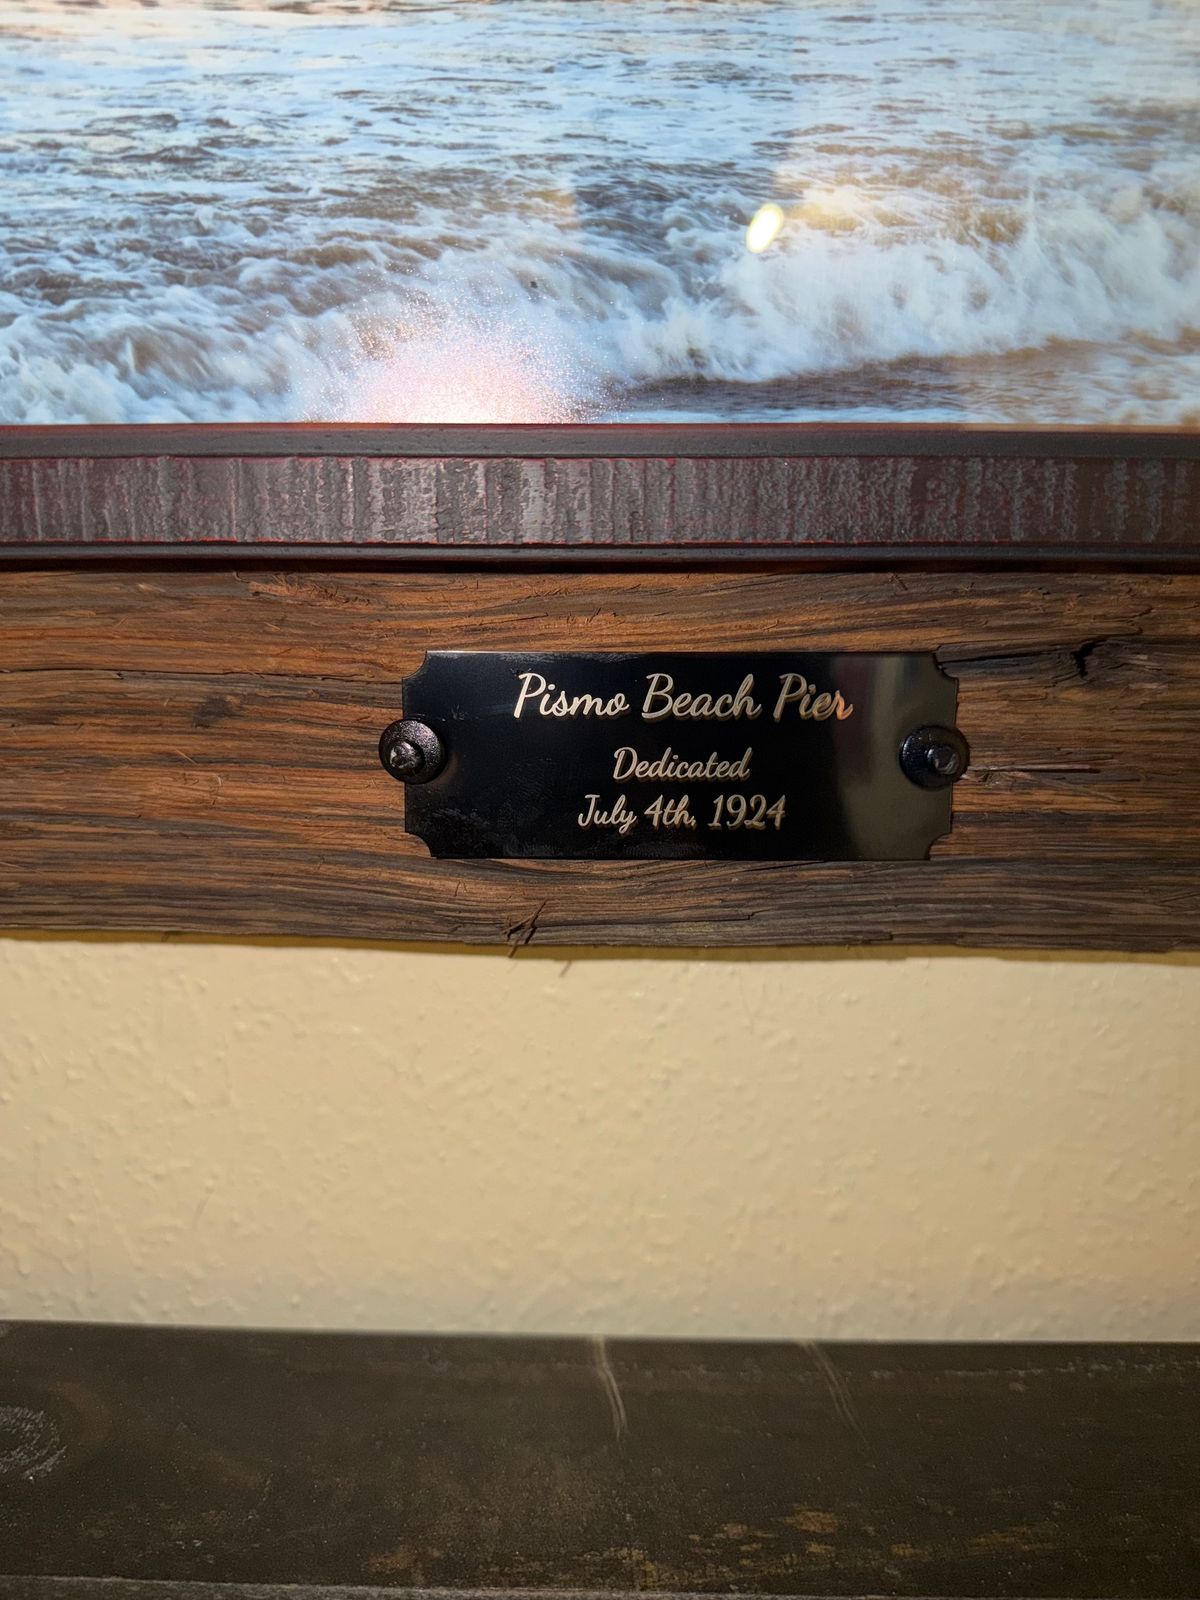 Pismo Beach Pier
Dedicated
July 4th, 1924